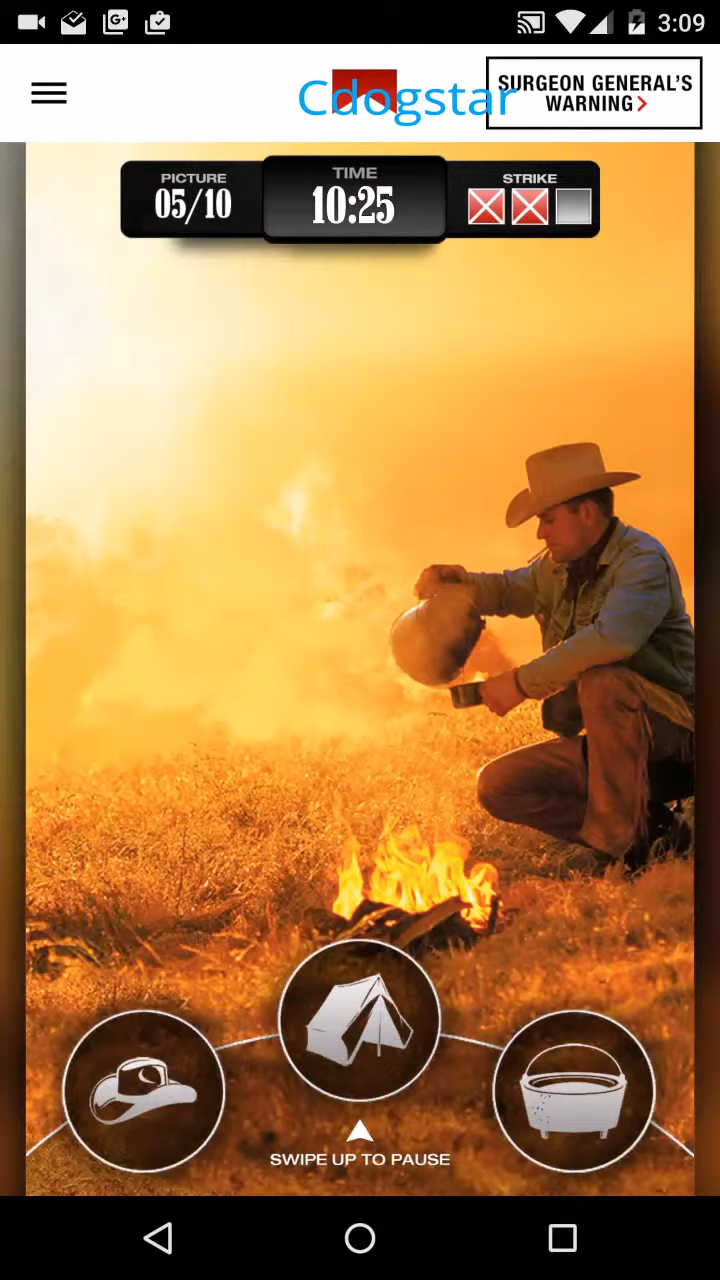 3:09
Cdogstar
SURGEON GENERAL'S
WARNING
PICTURE
05/10
TIME
10:25
STRIKE
SWIPE UP TO PAUSE